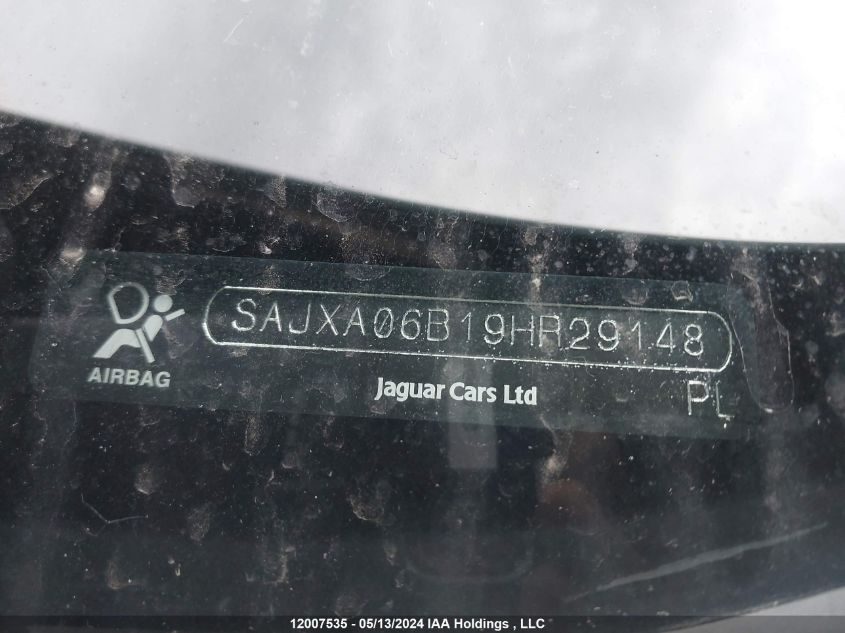 SAJXA06B19HR29148
AIRBAG
Jaguar Cars Ltd
PL
12007535 - 05/13/2024 IAA Holdings , LLC